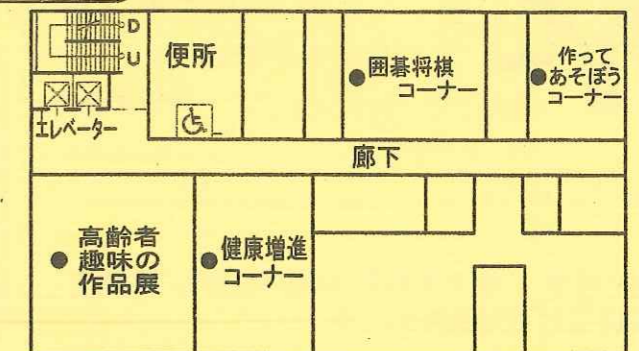 D
U
便所
エレベーター
●囲碁将棋
コーナー
作って
●あそぼう
コーナー
廊下
高齢者
●趣味の
作品展
●健康増進
コーナー